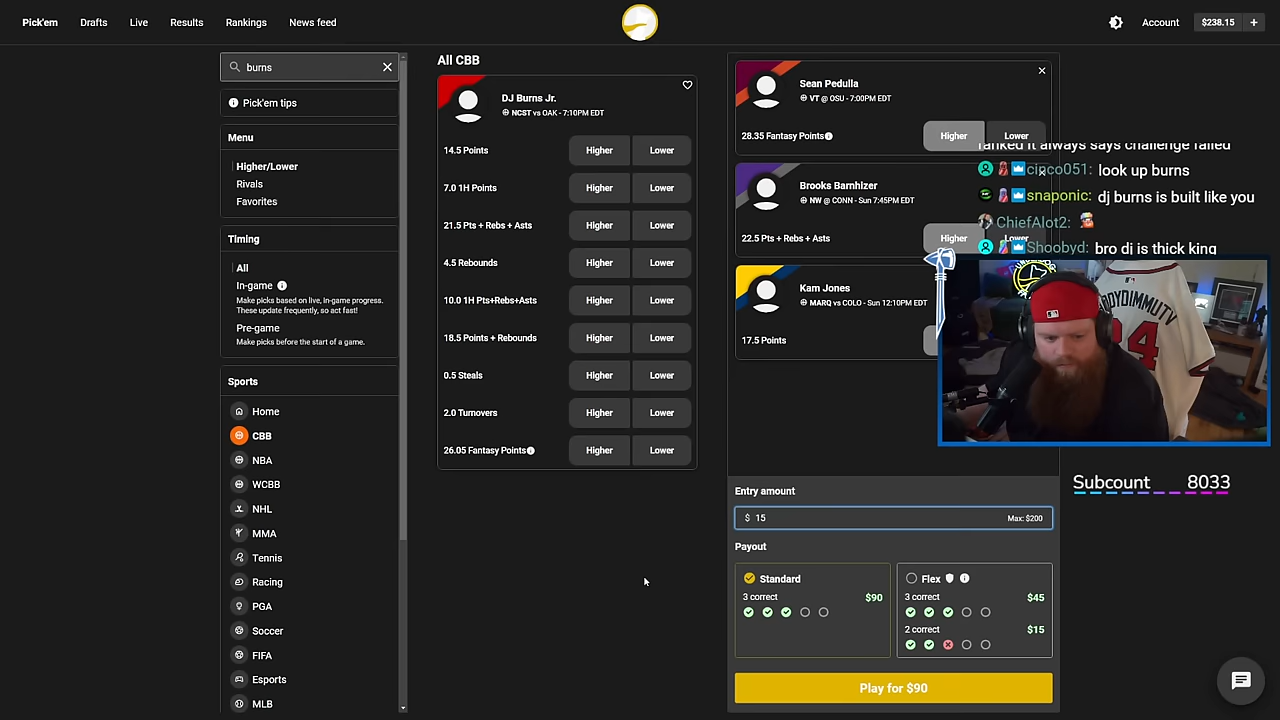 Pick'em
Drafts
Live
Results
Rankings
News feed
Account
$238.15 +
burns
Pick'em tips
Menu
Higher/Lower
Rivals
Favorites
Timing
All
In-game
Make picks based on live, in-game progress.
These update frequently, so act fast!
Pre-game
Make picks before the start of a game.
Sports
Home
CBB
NBA
WCBB
NHL
MMA
Tennis
Racing
PGA
Soccer
FIFA
Esports
MLB
All CBB
DJ Burns Jr.
NCST vs OAK - 7:10PM EDT
14.5 Points Higher Lower
7.0 1H Points Higher Lower
21.5 Pts + Rebs + Asts Higher Lower
4.5 Rebounds Higher Lower
10.0 1H Pts+Rebs+Asts Higher Lower
18.5 Points + Rebounds Higher Lower
0.5 Steals Higher Lower
2.0 Turnovers Higher Lower
26.05 Fantasy Points Higher Lower
Sean Pedulla
VT @ OSU - 7:00PM EDT
28.35 Fantasy Points Higher Lower
Brooks Barnhizer
NW @ CONN - Sun 7:45PM EDT
22.5 Pts + Rebs + Asts Higher Lower
Kam Jones
MARQ vs COLO - Sun 12:10PM EDT
17.5 Points
ranked it always says challenge failed
cinco051: look up burns
snaponic: dj burns is built like you
ChiefAlot2:
Shoobyd: bro dj is thick king
Subcount 8033
Entry amount
$ 15 Max: $200
Payout
Standard
3 correct $90
Flex
3 correct $45
2 correct $15
Play for $90